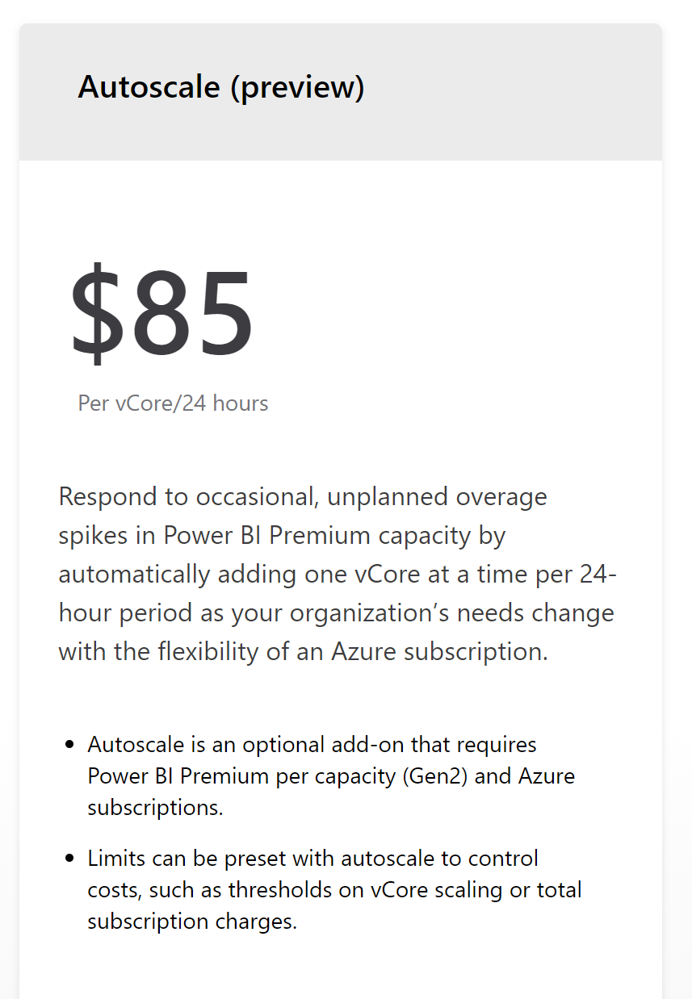 Autoscale (preview)
$85
Per vCore/24 hours
Respond to occasional, unplanned overage
spikes in Power BI Premium capacity by
automatically adding one vCore at a time per 24-
hour period as your organization’s needs change
with the flexibility of an Azure subscription.
• Autoscale is an optional add-on that requires
Power BI Premium per capacity (Gen2) and Azure
subscriptions.
• Limits can be preset with autoscale to control
costs, such as thresholds on vCore scaling or total
subscription charges.